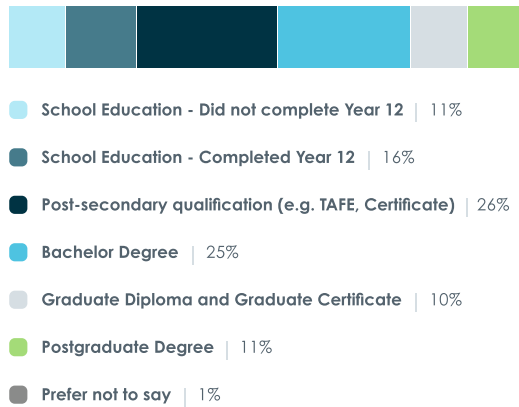 School Education - Did not complete Year 12 | 11%
School Education - Completed Year 12 | 16%
Post-secondary qualification (e.g. TAFE, Certificate) | 26%
Bachelor Degree | 25%
Graduate Diploma and Graduate Certificate | 10%
Postgraduate Degree | 11%
Prefer not to say | 1%